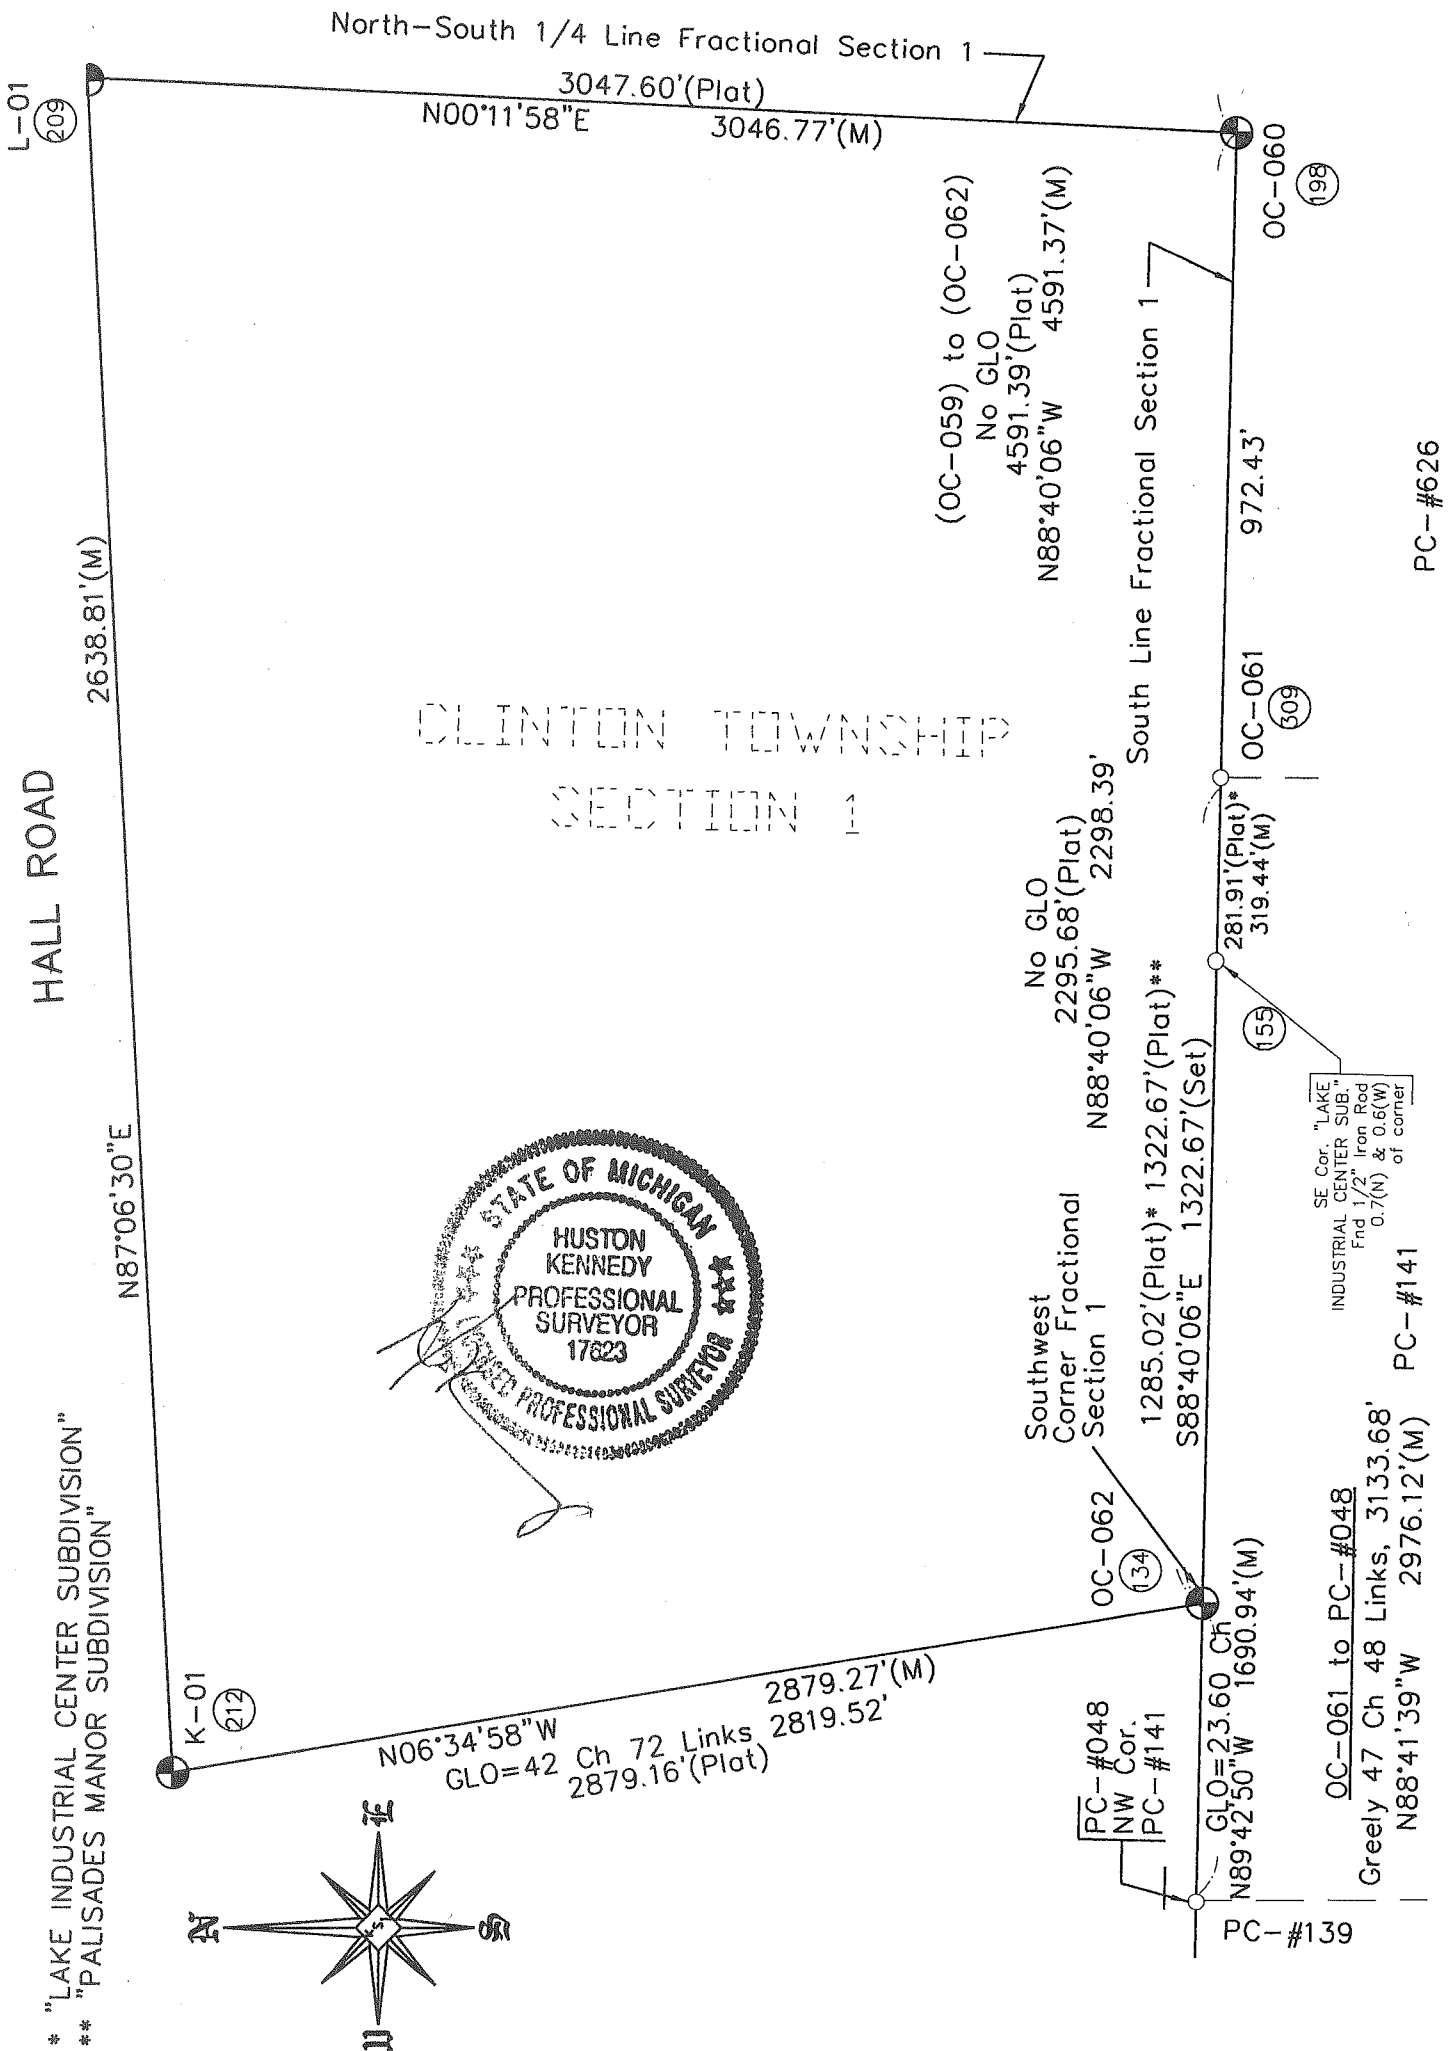 * "LAKE INDUSTRIAL CENTER SUBDIVISION"
** "PALISADES MANOR SUBDIVISION"
HALL ROAD
L-01
209
N87°06'30"E
2638.81'(M)
K-01
212
North-South 1/4 Line Fractional Section 1
3047.60'(Plat)
N00°11'58"E
3046.77'(M)
N
E
S
W
K.S.
N06°34'58"W
2879.27'(M)
GLO=42 Ch 72 Links 2819.52'
2879.16'(Plat)
STATE OF MICHIGAN
HUSTON
KENNEDY
PROFESSIONAL
SURVEYOR
17623
LICENSED PROFESSIONAL SURVEYOR
CLINTON TOWNSHIP
SECTION 1
(OC-059) to (OC-062)
No GLO
4591.39'(Plat)
N88°40'06"W 4591.37'(M)
No GLO
2295.68'(Plat)
N88°40'06"W 2298.39'
South Line Fractional Section 1
Southwest
Corner Fractional
Section 1
OC-062
134
1285.02'(Plat)* 1322.67'(Plat)**
S88°40'06"E 1322.67'(Set)
PC-#048
NW Cor.
PC-#141
GLO=23.60 Ch
N89°42'50"W 1690.94'(M)
PC-#139
155
281.91'(Plat)*
319.44'(M)
OC-061
309
972.43'
OC-060
198
SE Cor. "LAKE
INDUSTRIAL CENTER SUB."
Fnd 1/2" Iron Rod
0.7(N) & 0.6(W)
of corner
OC-061 to PC-#048
Greely 47 Ch 48 Links, 3133.68'
N88°41'39"W 2976.12'(M)
PC-#141
PC-#626